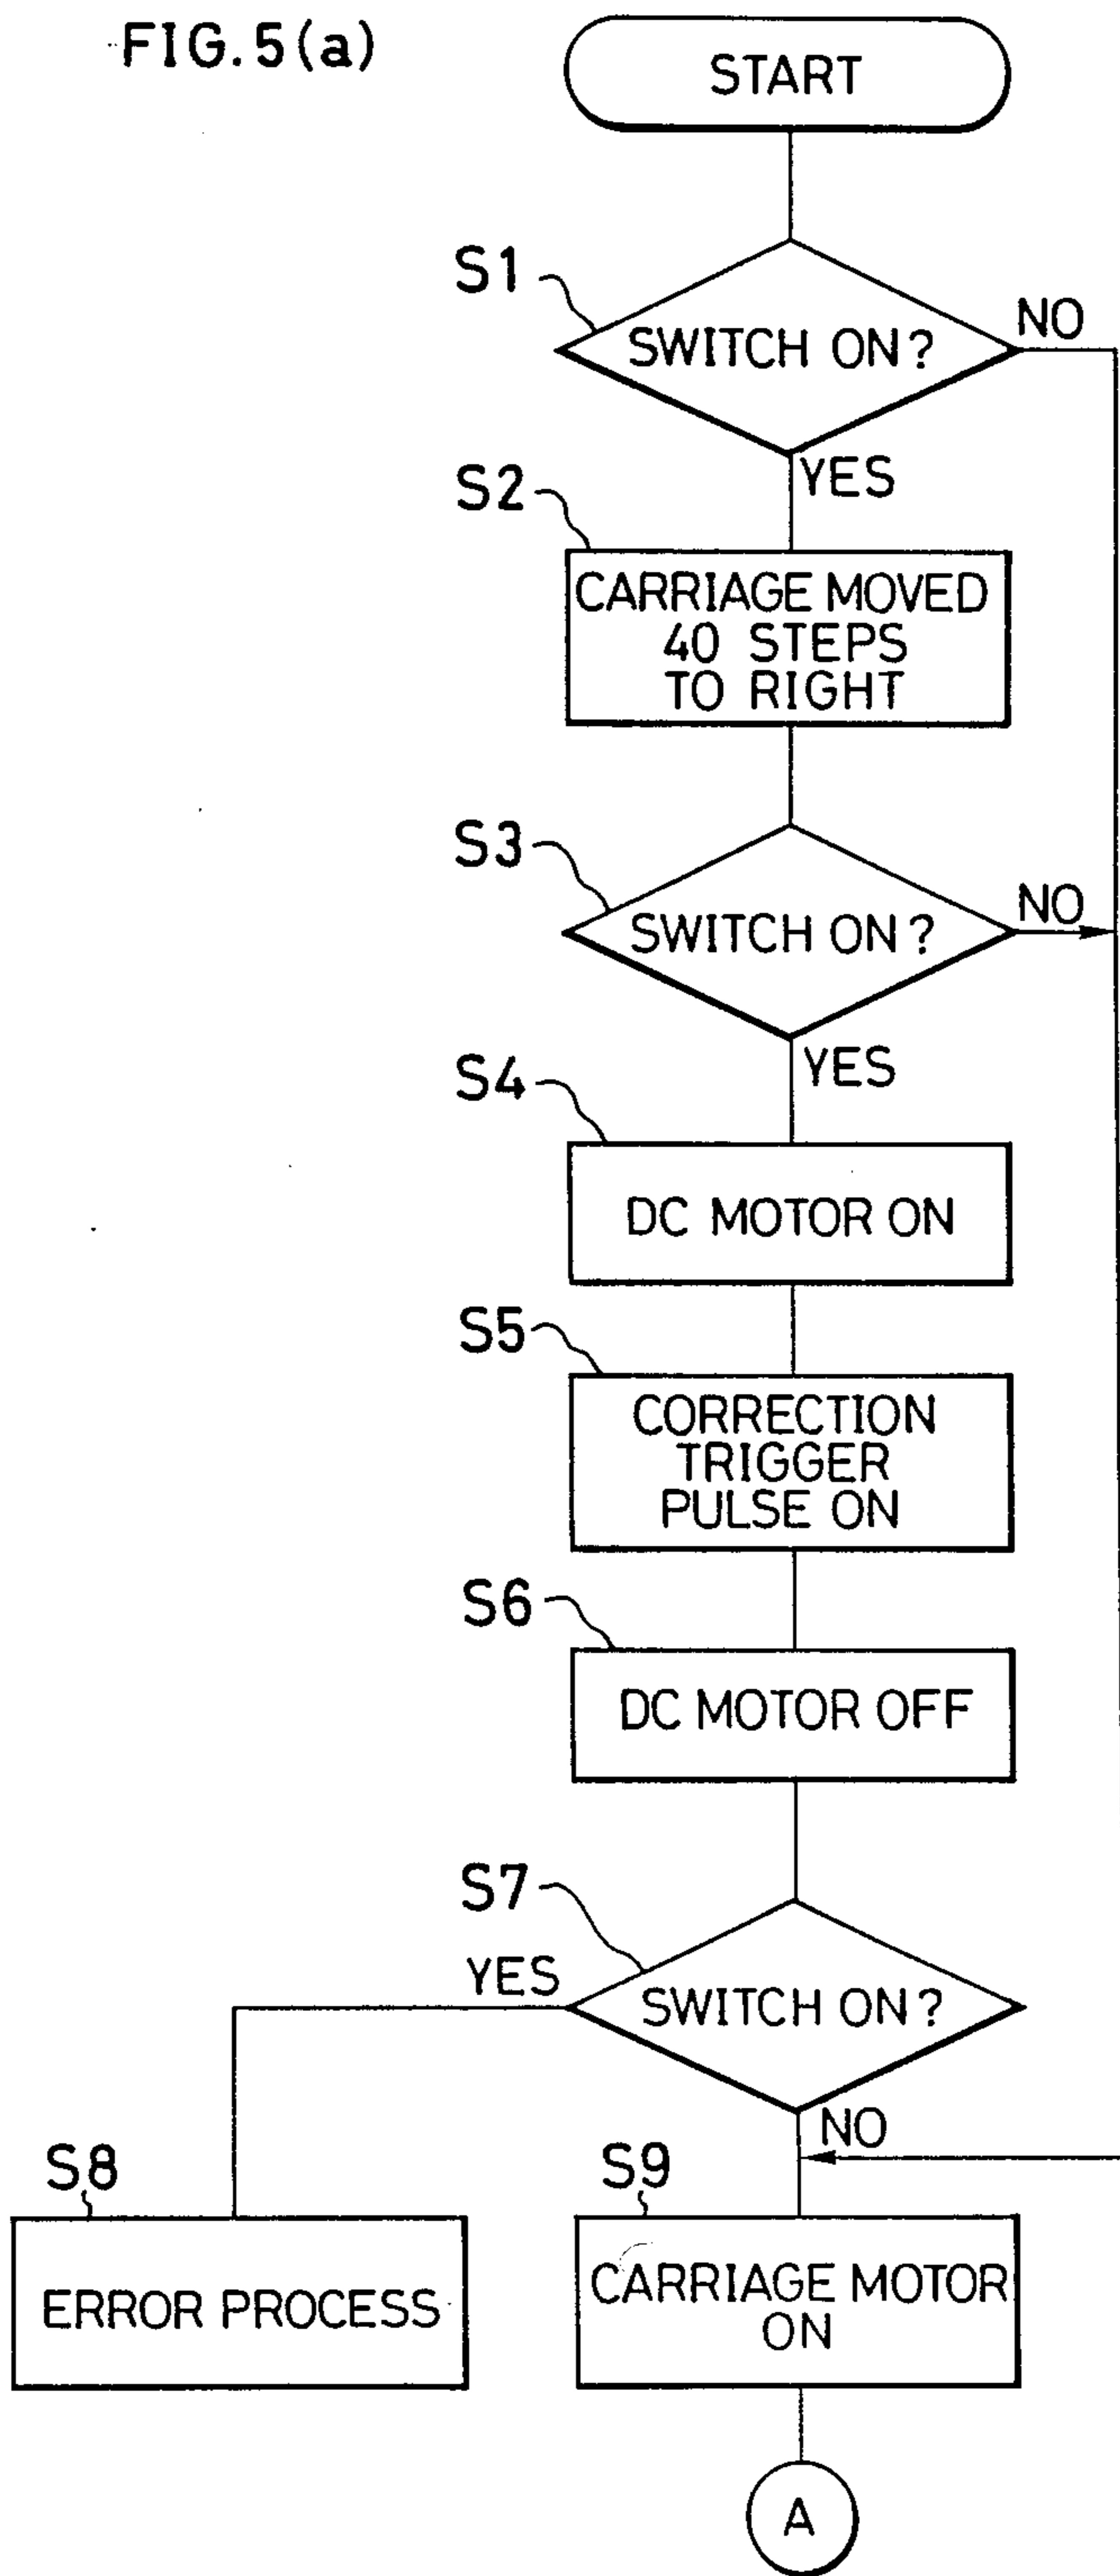 FIG.5(a)
START
S1
SWITCH ON?
NO
YES
S2
CARRIAGE MOVED
40 STEPS
TO RIGHT
S3
SWITCH ON?
NO
YES
S4
DC MOTOR ON
S5
CORRECTION
TRIGGER
PULSE ON
S6
DC MOTOR OFF
S7
YES
SWITCH ON?
NO
S8
ERROR PROCESS
S9
CARRIAGE MOTOR
ON
A